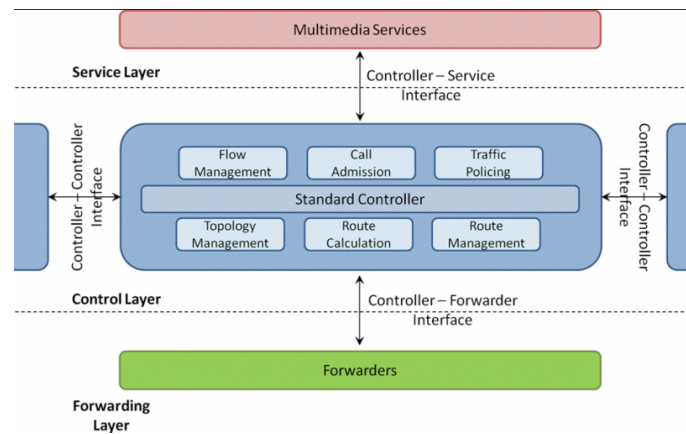 Multimedia Services
Service Layer
Controller – Service
Interface
Controller – Controller
Interface
Flow
Management
Call
Admission
Traffic
Policing
Standard Controller
Topology
Management
Route
Calculation
Route
Management
Controller – Controller
Interface
Control Layer
Controller – Forwarder
Interface
Forwarders
Forwarding
Layer